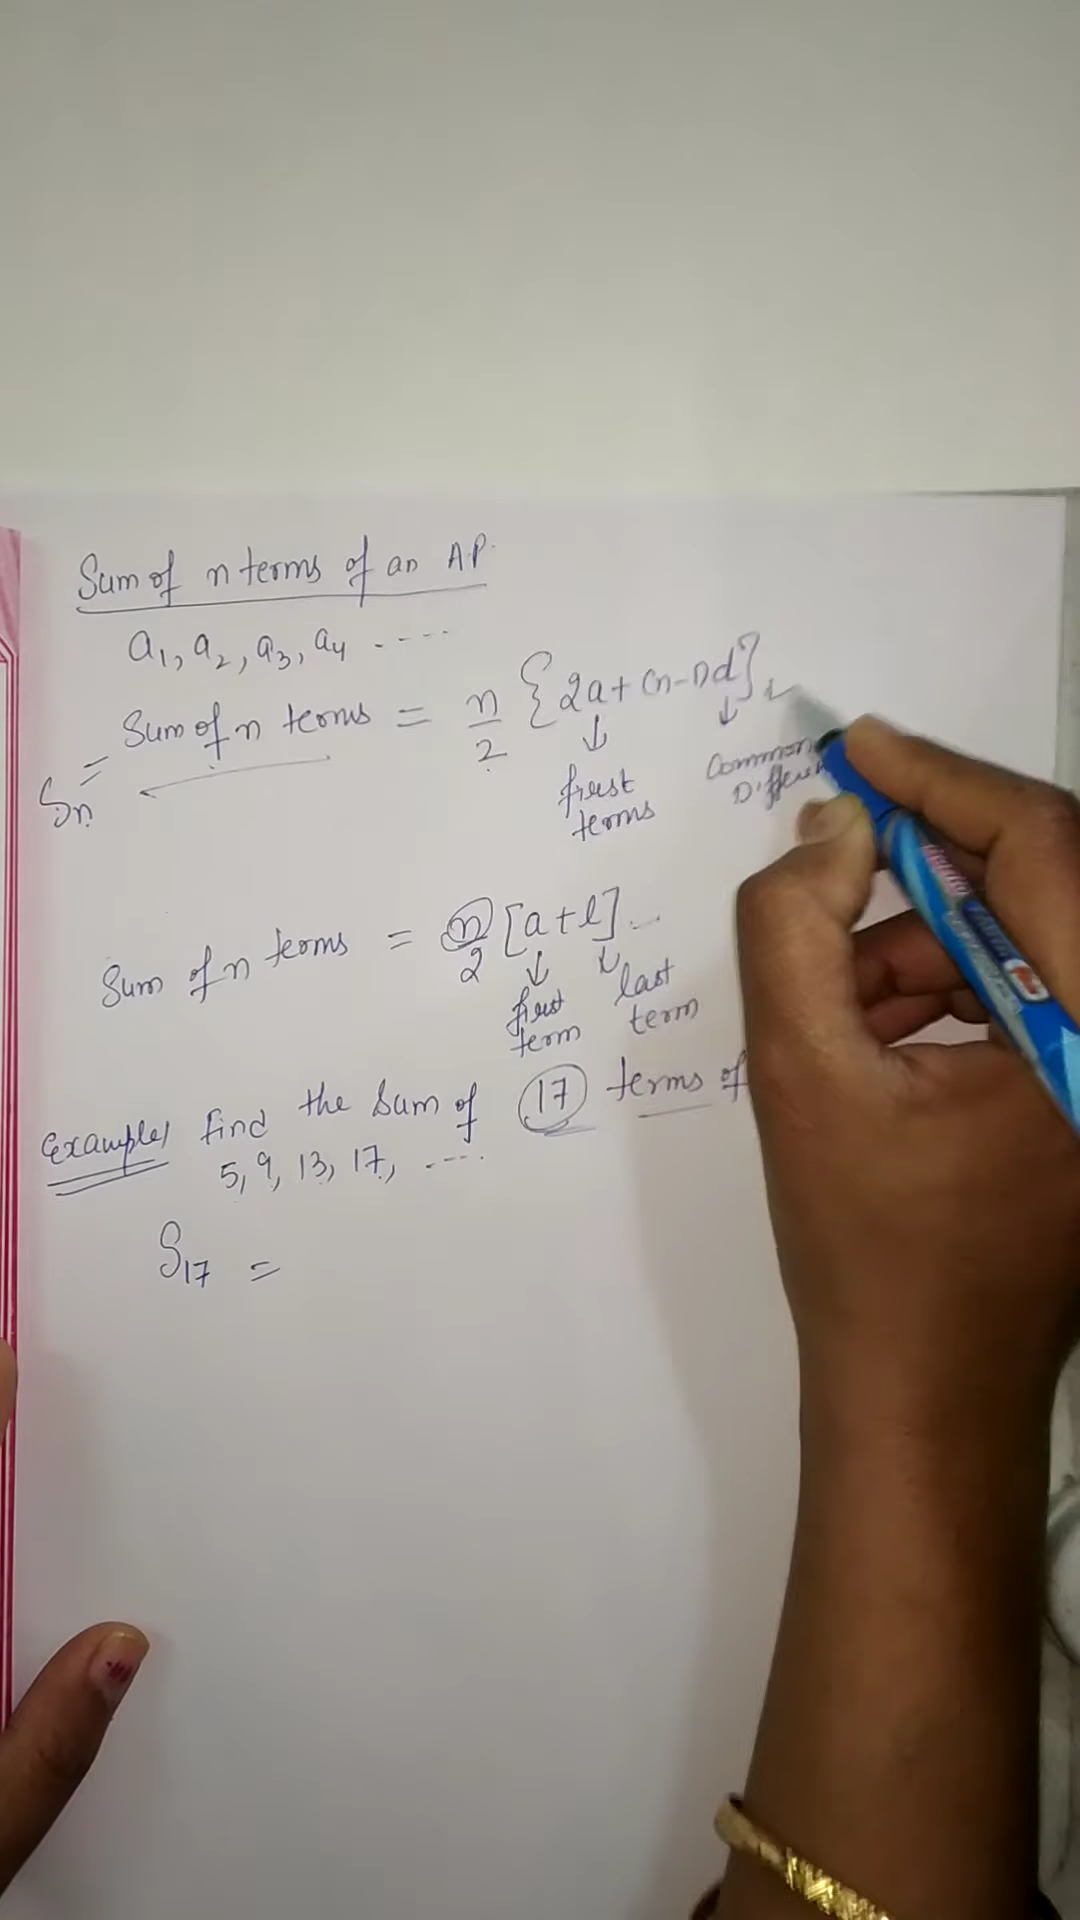 Sum of n terms of an A.P.
a1, a2, a3, a4 -----
Sum of n terms = n/2 {2a + (n-1)d}
Sn =
first terms
Common
Sum of n terms = n/2 [a+l]...
first term
last term
Example Find the Sum of 17 terms of
5, 9, 13, 17, ----
S17 =